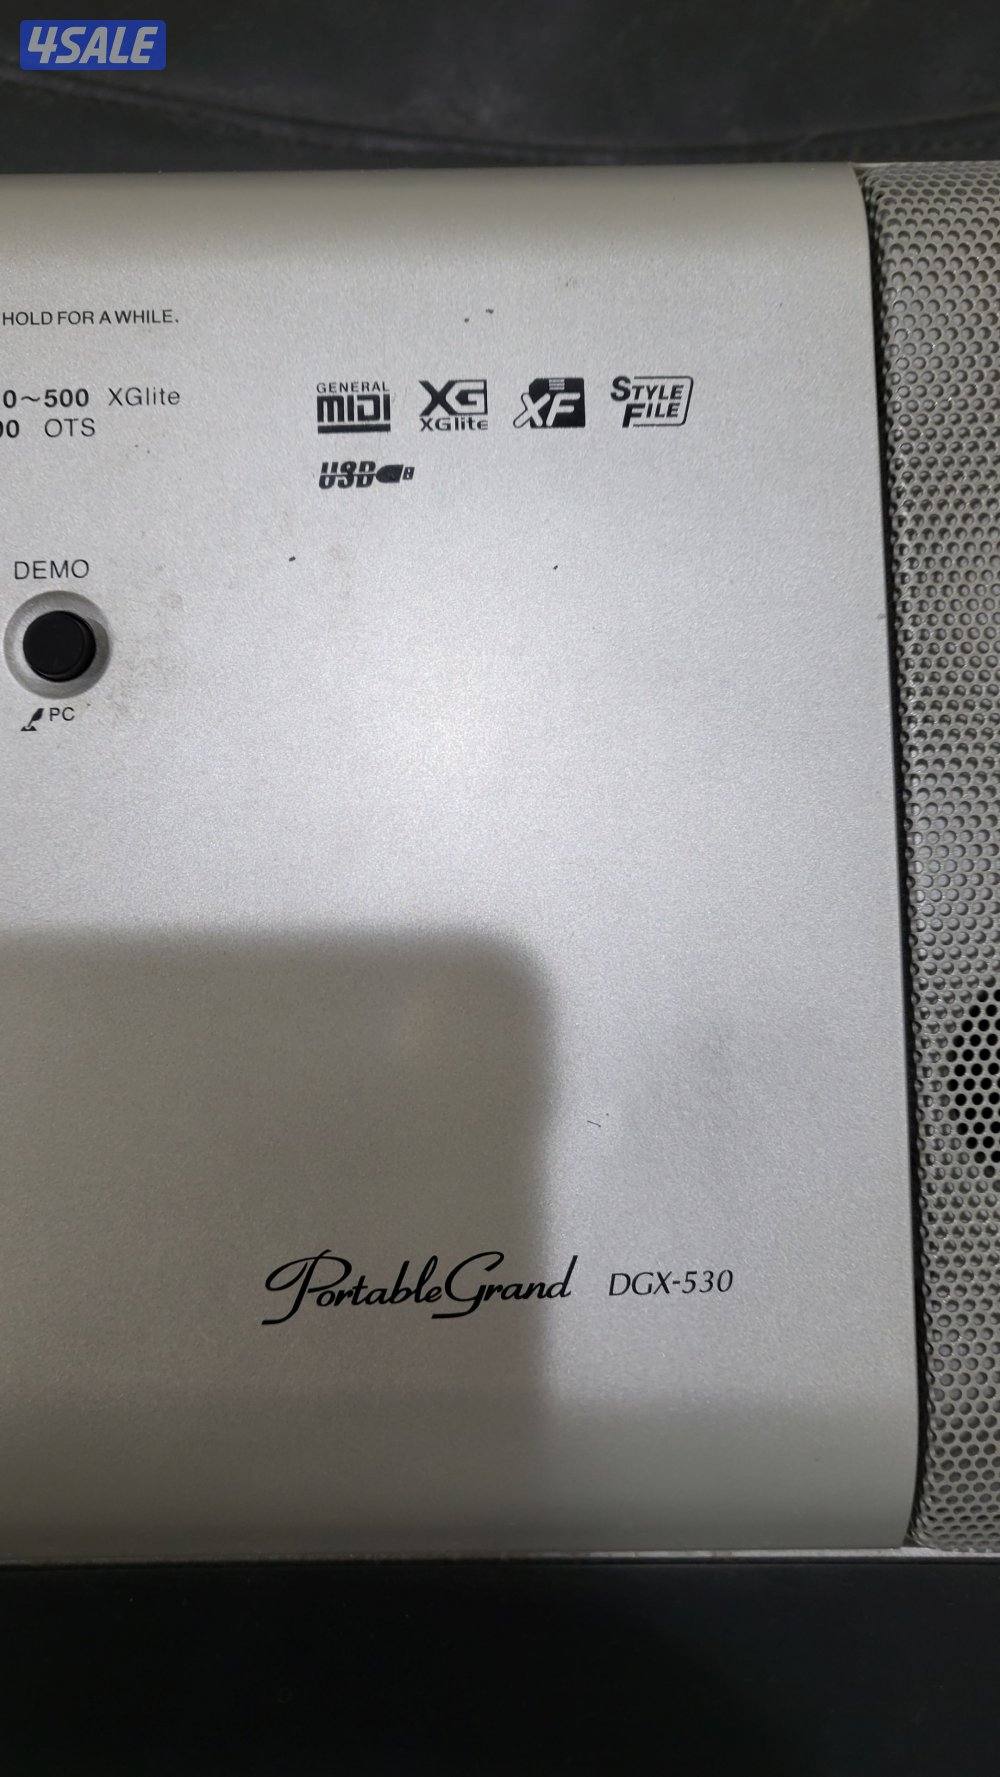 4SALE
HOLD FOR A WHILE.
0~500 XGlite
00 OTS
GENERAL
MIDI
XG
XGlite
XF
STYLE
FILE
USB
DEMO
PC
PortableGrand DGX-530